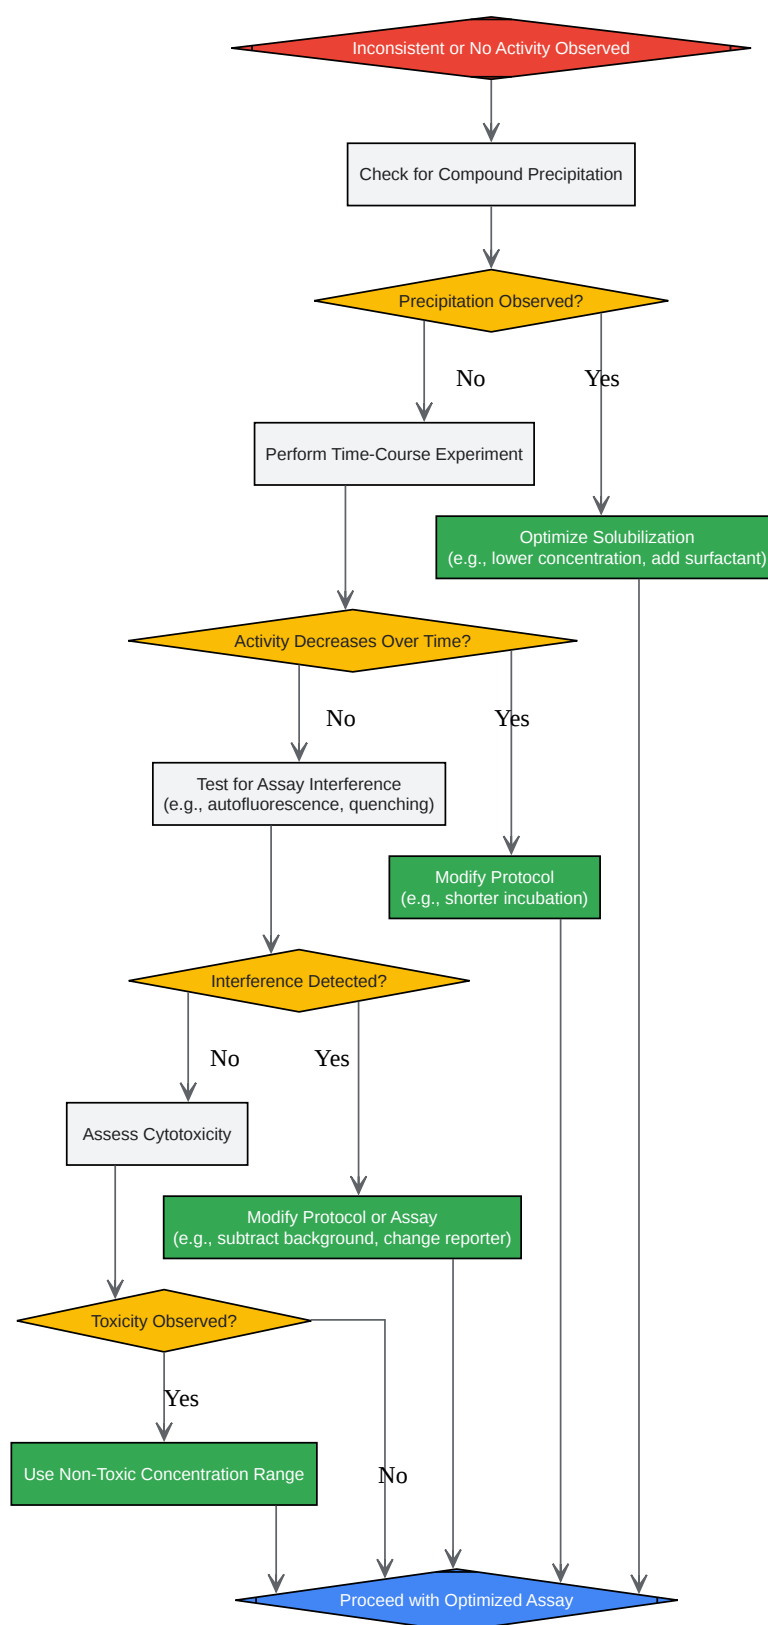 Inconsistent or No Activity Observed
Check for Compound Precipitation
Precipitation Observed?
No
Yes
Perform Time-Course Experiment
Optimize Solubilization
(e.g., lower concentration, add surfactant)
Activity Decreases Over Time?
No
Yes
Test for Assay Interference
(e.g., autofluorescence, quenching)
Modify Protocol
(e.g., shorter incubation)
Interference Detected?
No
Yes
Assess Cytotoxicity
Modify Protocol or Assay
(e.g., subtract background, change reporter)
Toxicity Observed?
Yes
Use Non-Toxic Concentration Range
No
Proceed with Optimized Assay